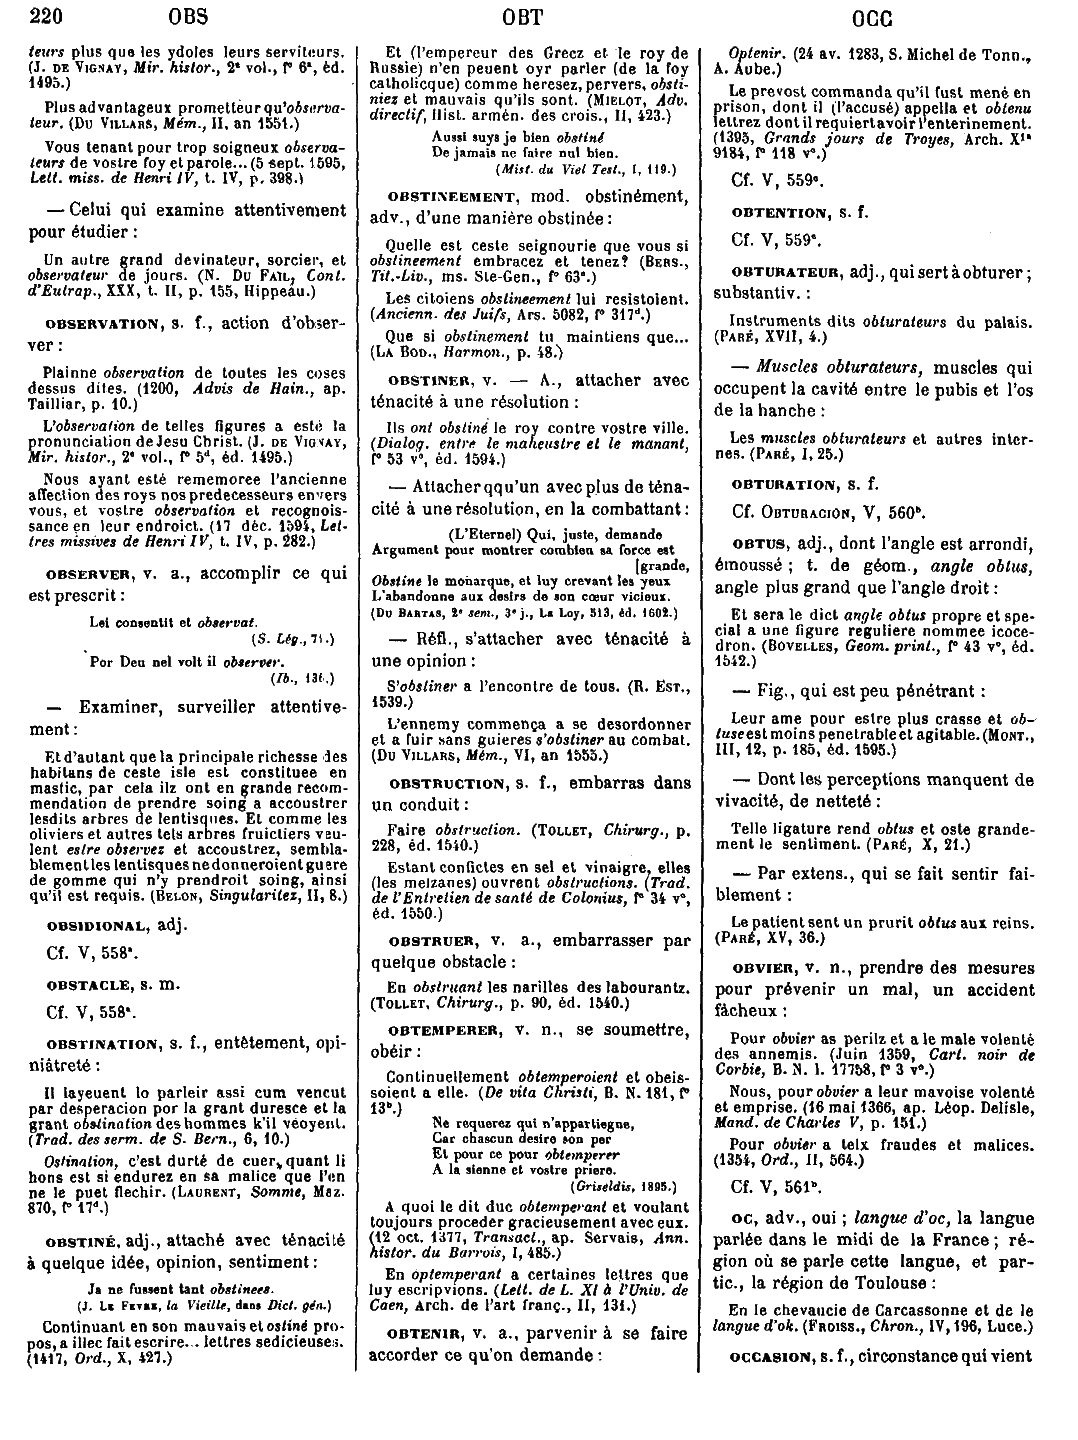 220 OBS OBT OCC
teurs plus que les ydoles leurs serviteurs.
(J. DE VIGNAY, Mir. histor., 2e vol., fº 6a, éd.
1495.)
Plus advantageux prometteur qu'observa-
teur. (DU VILLARS, Mém., II, an 1551.)
Vous tenant pour trop soigneux observa-
teurs de vostre foy et parole... (5 sept. 1595,
Lett. miss. de Henri IV, t. IV, p. 398.)
— Celui qui examine attentivement
pour étudier :
Un autre grand devinateur, sorcier, et
observateur de jours. (N. DU FAIL, Cont.
d'Eutrap., XXX, t. II, p. 155, Hippeau.)
OBSERVATION, s. f., action d'obser-
ver :
Plainne observation de toutes les coses
dessus dites. (1200, Advis de Hain., ap.
Tailliar, p. 10.)
L'observation de telles figures a esté la
pronunciation de Jesu Christ. (J. DE VIGNAY,
Mir. histor., 2e vol., fº 5d, éd. 1495.)
Nous ayant esté rememoree l'ancienne
affection des roys nos predecesseurs envers
vous, et vostre observation et recognois-
sance en leur endroict. (17 déc. 1594, Let-
tres missives de Henri IV, t. IV, p. 282.)
OBSERVER, v. a., accomplir ce qui
est prescrit :
Lei consentit et observat.
(S. Lég., 71.)
Por Deu nel volt il observer.
(Ib., 136.)
— Examiner, surveiller attentive-
ment :
Et d'autant que la principale richesse des
habitans de ceste isle est constituee en
mastic, par cela ilz ont en grande recom-
mendation de prendre soing a accoustrer
lesdits arbres de lentisques. Et comme les
oliviers et autres tels arbres fruictiers veu-
lent estre observez et accoustrez, sembla-
blement les lentisques ne donneroient guere
de gomme qui n'y prendroit soing, ainsi
qu'il est requis. (BELON, Singularitez, II, 8.)
OBSIDIONAL, adj.
Cf. V, 558a.
OBSTACLE, s. m.
Cf. V, 558a.
OBSTINATION, s. f., entêtement, opi-
niâtreté :
Il layeuent lo parleir assi cum vencut
par desperacion por la grant duresce et la
grant obstination des hommes k'il véoyent.
(Trad. des serm. de S. Bern., 6, 10.)
Ostination, c'est durté de cuer, quant li
hons est si endurez en sa malice que l'en
ne le puet flechir. (LAURENT, Somme, Maz.
870, fº 17d.)
OBSTINÉ, adj., attaché avec ténacité
à quelque idée, opinion, sentiment :
Ja ne fussent tant obstinees.
(J. LE FEVRE, la Vieille, dans Dict. gén.)
Continuant en son mauvais et ostiné pro-
pos, a illec fait escrire... lettres sedicieuses.
(1417, Ord., X, 427.)
Et (l'empereur des Grecz et le roy de
Russie) n'en peuent oyr parler (de la foy
catholicque) comme heresez, pervers, obsti-
niez et mauvais qu'ils sont. (MIELOT, Adv.
directif, Hist. armén. des crois., II, 423.)
Aussi suys je bien obstiné
De jamais ne faire nul bien.
(Mist. du Viel Test., I, 119.)
OBSTINEEMENT, mod. obstinément,
adv., d'une manière obstinée :
Quelle est ceste seignourie que vous si
obstineement embracez et tenez? (BERS.,
Tit.-Liv., ms. Ste-Gen., fº 63a.)
Les citoiens obstineement lui resistoient.
(Ancienn. des Juifs, Ars. 5082, fº 317d.)
Que si obstinement tu maintiens que...
(LA BOD., Harmon., p. 48.)
OBSTINER, v. — A., attacher avec
ténacité à une résolution :
Ils ont obstiné le roy contre vostre ville.
(Dialog. entre le maheustre et le manant,
fº 53 vº, éd. 1594.)
— Attacher qqu'un avec plus de téna-
cité à une résolution, en la combattant :
(L'Eternel) Qui, juste, demande
Argument pour montrer combien sa force est
[grande,
Obstine le monarque, et luy crevant les yeux
L'abandonne aux desirs de son cœur vicieux.
(DU BARTAS, 2e sem., 3e j., La Loy, 513, éd. 1602.)
— Réfl., s'attacher avec ténacité à
une opinion :
S'obstiner a l'encontre de tous. (R. EST.,
1539.)
L'ennemy commença a se desordonner
et a fuir sans guieres s'obstiner au combat.
(DU VILLARS, Mém., VI, an 1555.)
OBSTRUCTION, s. f., embarras dans
un conduit :
Faire obstruction. (TOLLET, Chirurg., p.
228, éd. 1540.)
Estant confictes en sel et vinaigre, elles
(les melzanes) ouvrent obstructions. (Trad.
de l'Entretien de santé de Colonius, fº 34 vº,
éd. 1550.)
OBSTRUER, v. a., embarrasser par
quelque obstacle :
En obstruant les narilles des labourantz.
(TOLLET, Chirurg., p. 90, éd. 1540.)
OBTEMPERER, v. n., se soumettre,
obéir :
Continuellement obtemperoient et obeis-
soient a elle. (De vita Christi, B. N. 181, fº
13b.)
Ne requerez qui n'appartiegne,
Car chascun desire son per
Et pour ce pour obtemperer
A la sienne et vostre priere.
(Griseldis, 1895.)
A quoi le dit duc obtemperant et voulant
toujours proceder gracieusement avec eux.
(12 oct. 1377, Transact., ap. Servais, Ann.
histor. du Barrois, I, 485.)
En optemperant a certaines lettres que
luy escripvions. (Lett. de L. XI à l'Univ. de
Caen, Arch. de l'art franç., II, 131.)
OBTENIR, v. a., parvenir à se faire
accorder ce qu'on demande :
Optenir. (24 av. 1283, S. Michel de Tonn.,
A. Aube.)
Le prevost commanda qu'il fust mené en
prison, dont il (l'accusé) appella et obtenu
lettrez dont il requiert avoir l'enterinement.
(1395, Grands jours de Troyes, Arch. X1a
9184, fº 118 vº.)
Cf. V, 559a.
OBTENTION, s. f.
Cf. V, 559a.
OBTURATEUR, adj., qui sert à obturer ;
substantiv. :
Instruments dits obturateurs du palais.
(PARÉ, XVII, 4.)
— Muscles obturateurs, muscles qui
occupent la cavité entre le pubis et l'os
de la hanche :
Les muscles obturateurs et autres inter-
nes. (PARÉ, I, 25.)
OBTURATION, s. f.
Cf. OBTURACION, V, 560b.
OBTUS, adj., dont l'angle est arrondi,
émoussé ; t. de géom., angle obtus,
angle plus grand que l'angle droit :
Et sera le dict angle obtus propre et spe-
cial a une figure reguliere nommee icoce-
dron. (BOVELLES, Geom. print., fº 43 vº, éd.
1542.)
— Fig., qui est peu pénétrant :
Leur ame pour estre plus crasse et ob-
tuse est moins penetrable et agitable. (MONT.,
III, 12, p. 185, éd. 1595.)
— Dont les perceptions manquent de
vivacité, de netteté :
Telle ligature rend obtus et oste grande-
ment le sentiment. (PARÉ, X, 21.)
— Par extens., qui se fait sentir fai-
blement :
Le patient sent un prurit obtus aux reins.
(PARÉ, XV, 36.)
OBVIER, v. n., prendre des mesures
pour prévenir un mal, un accident
fâcheux :
Pour obvier as perilz et a le male volenté
des annemis. (Juin 1359, Cart. noir de
Corbie, B. N. l. 17758, fº 3 vº.)
Nous, pour obvier a leur mavoise volenté
et emprise. (16 mai 1366, ap. Léop. Delisle,
Mand. de Charles V, p. 151.)
Pour obvier a telx fraudes et malices.
(1354, Ord., II, 564.)
Cf. V, 561b.
OC, adv., oui ; langue d'oc, la langue
parlée dans le midi de la France ; ré-
gion où se parle cette langue, et par-
tic., la région de Toulouse :
En le chevaucie de Carcassonne et de le
langue d'ok. (FROISS., Chron., IV, 196, Luce.)
OCCASION, s. f., circonstance qui vient